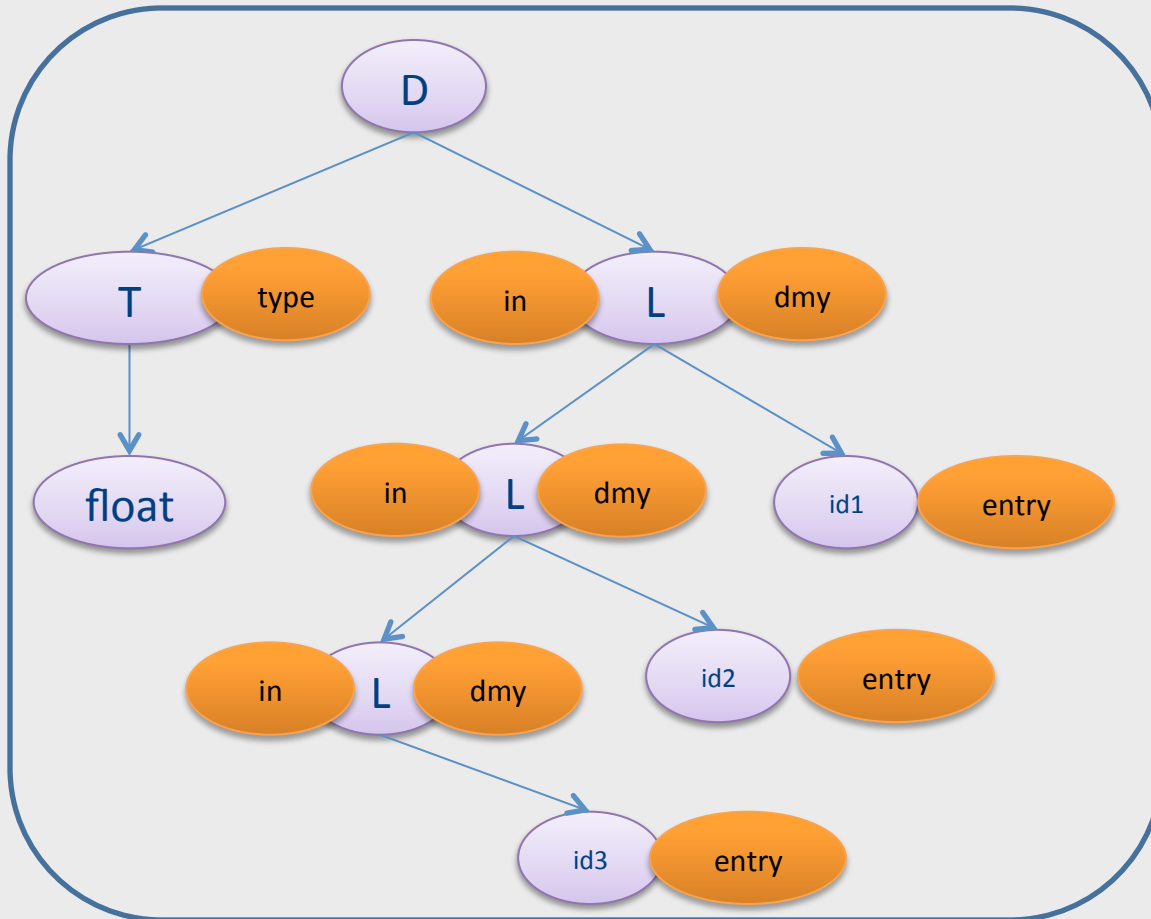 D
T
type
in
L
dmy
float
in
L
dmy
id1
entry
in
L
dmy
id2
entry
id3
entry